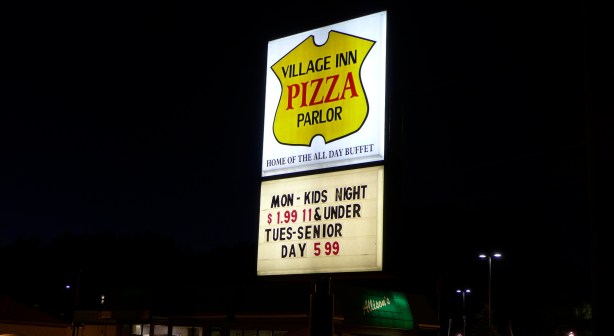 VILLAGE INN
PIZZA
PARLOR
HOME OF THE ALL DAY BUFFET
MON - KIDS NIGHT
$ 1.99 11 & UNDER
TUES-SENIOR
DAY 5 99
Allison's